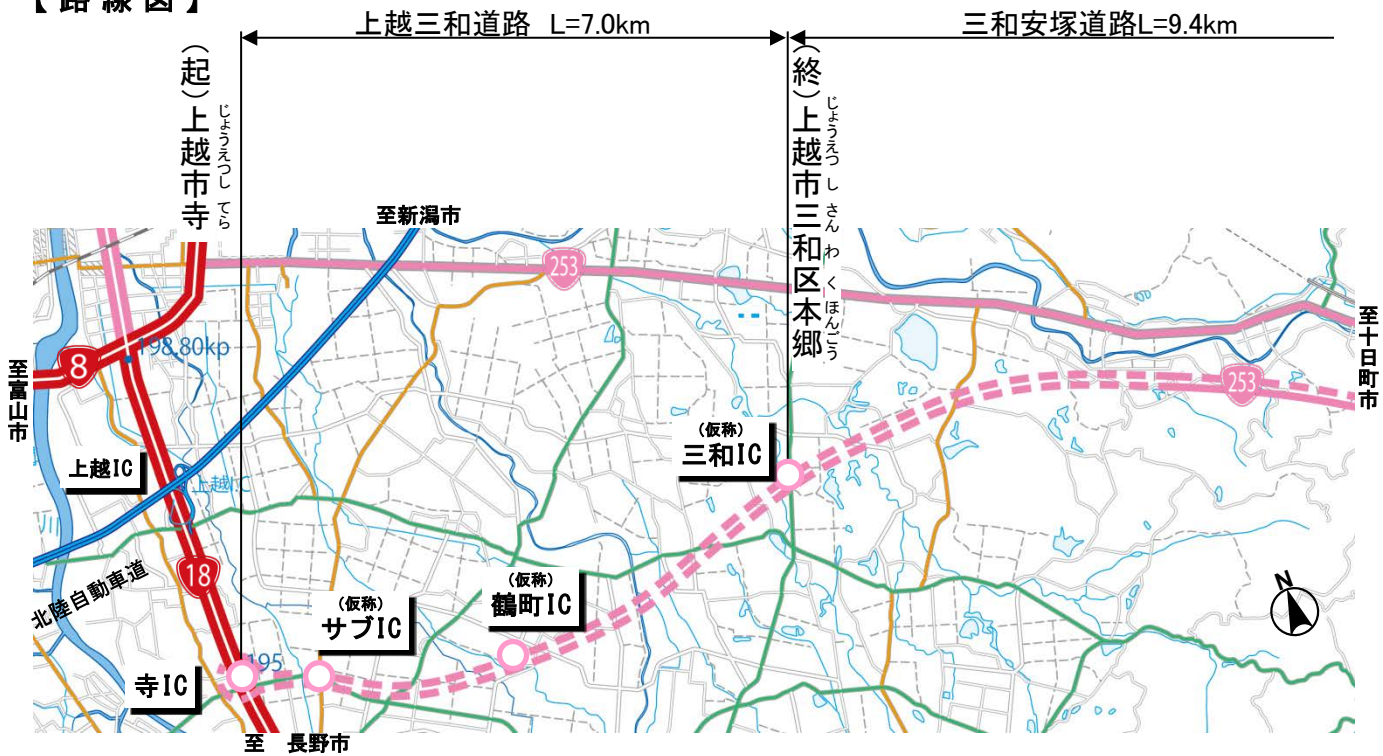 【路線図】
上越三和道路 L=7.0km
三和安塚道路L=9.4km
（起）上越市寺
じょうえつし てら
（終）上越市三和区本郷
じょうえつ し さん わ く ほんごう
至新潟市
253
至富山市
8
198.80kp
至十日町市
253
（仮称）
三和IC
上越IC
上越IC
川
18
北陸自動車道
（仮称）
鶴町IC
（仮称）
サブIC
N
195
寺IC
至 長野市